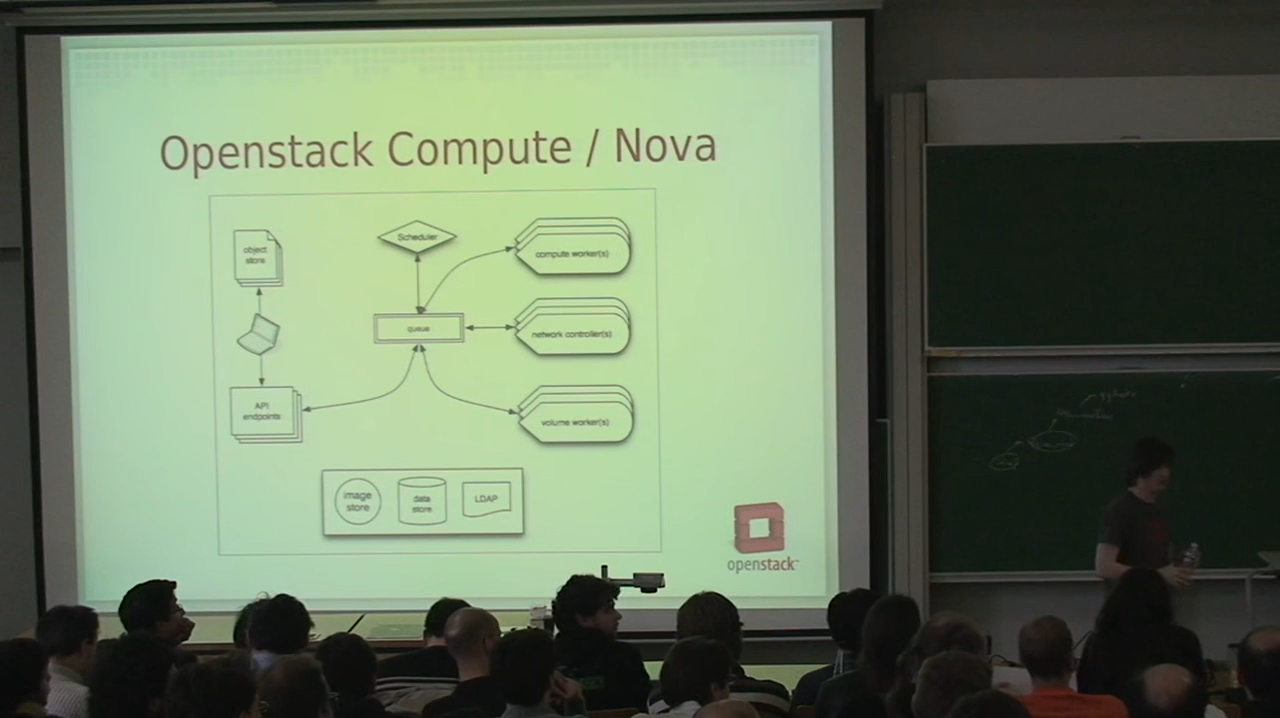 Openstack Compute / Nova
object
store
Scheduler
compute worker(s)
queue
network controller(s)
API
endpoints
volume worker(s)
image
store
data
store
LDAP
openstack™